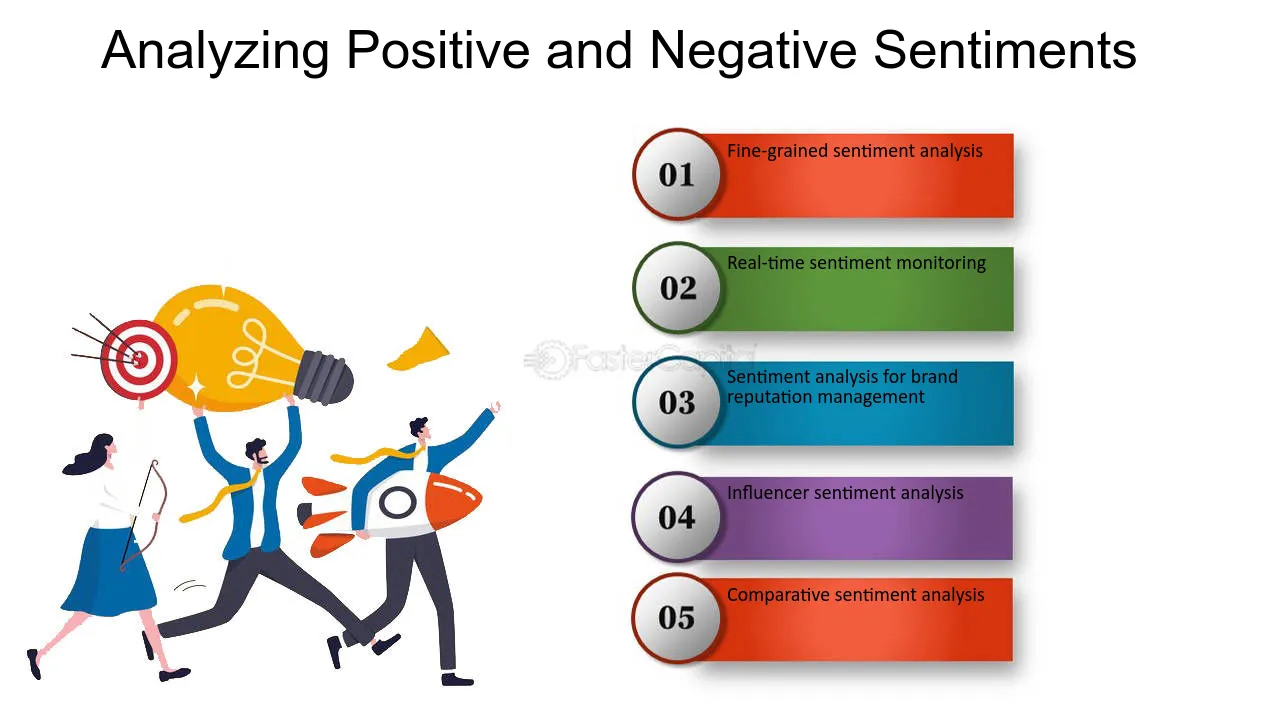 Analyzing Positive and Negative Sentiments
01
Fine-grained sentiment analysis
02
Real-time sentiment monitoring
FasterCapital
03
Sentiment analysis for brand
reputation management
04
Influencer sentiment analysis
05
Comparative sentiment analysis